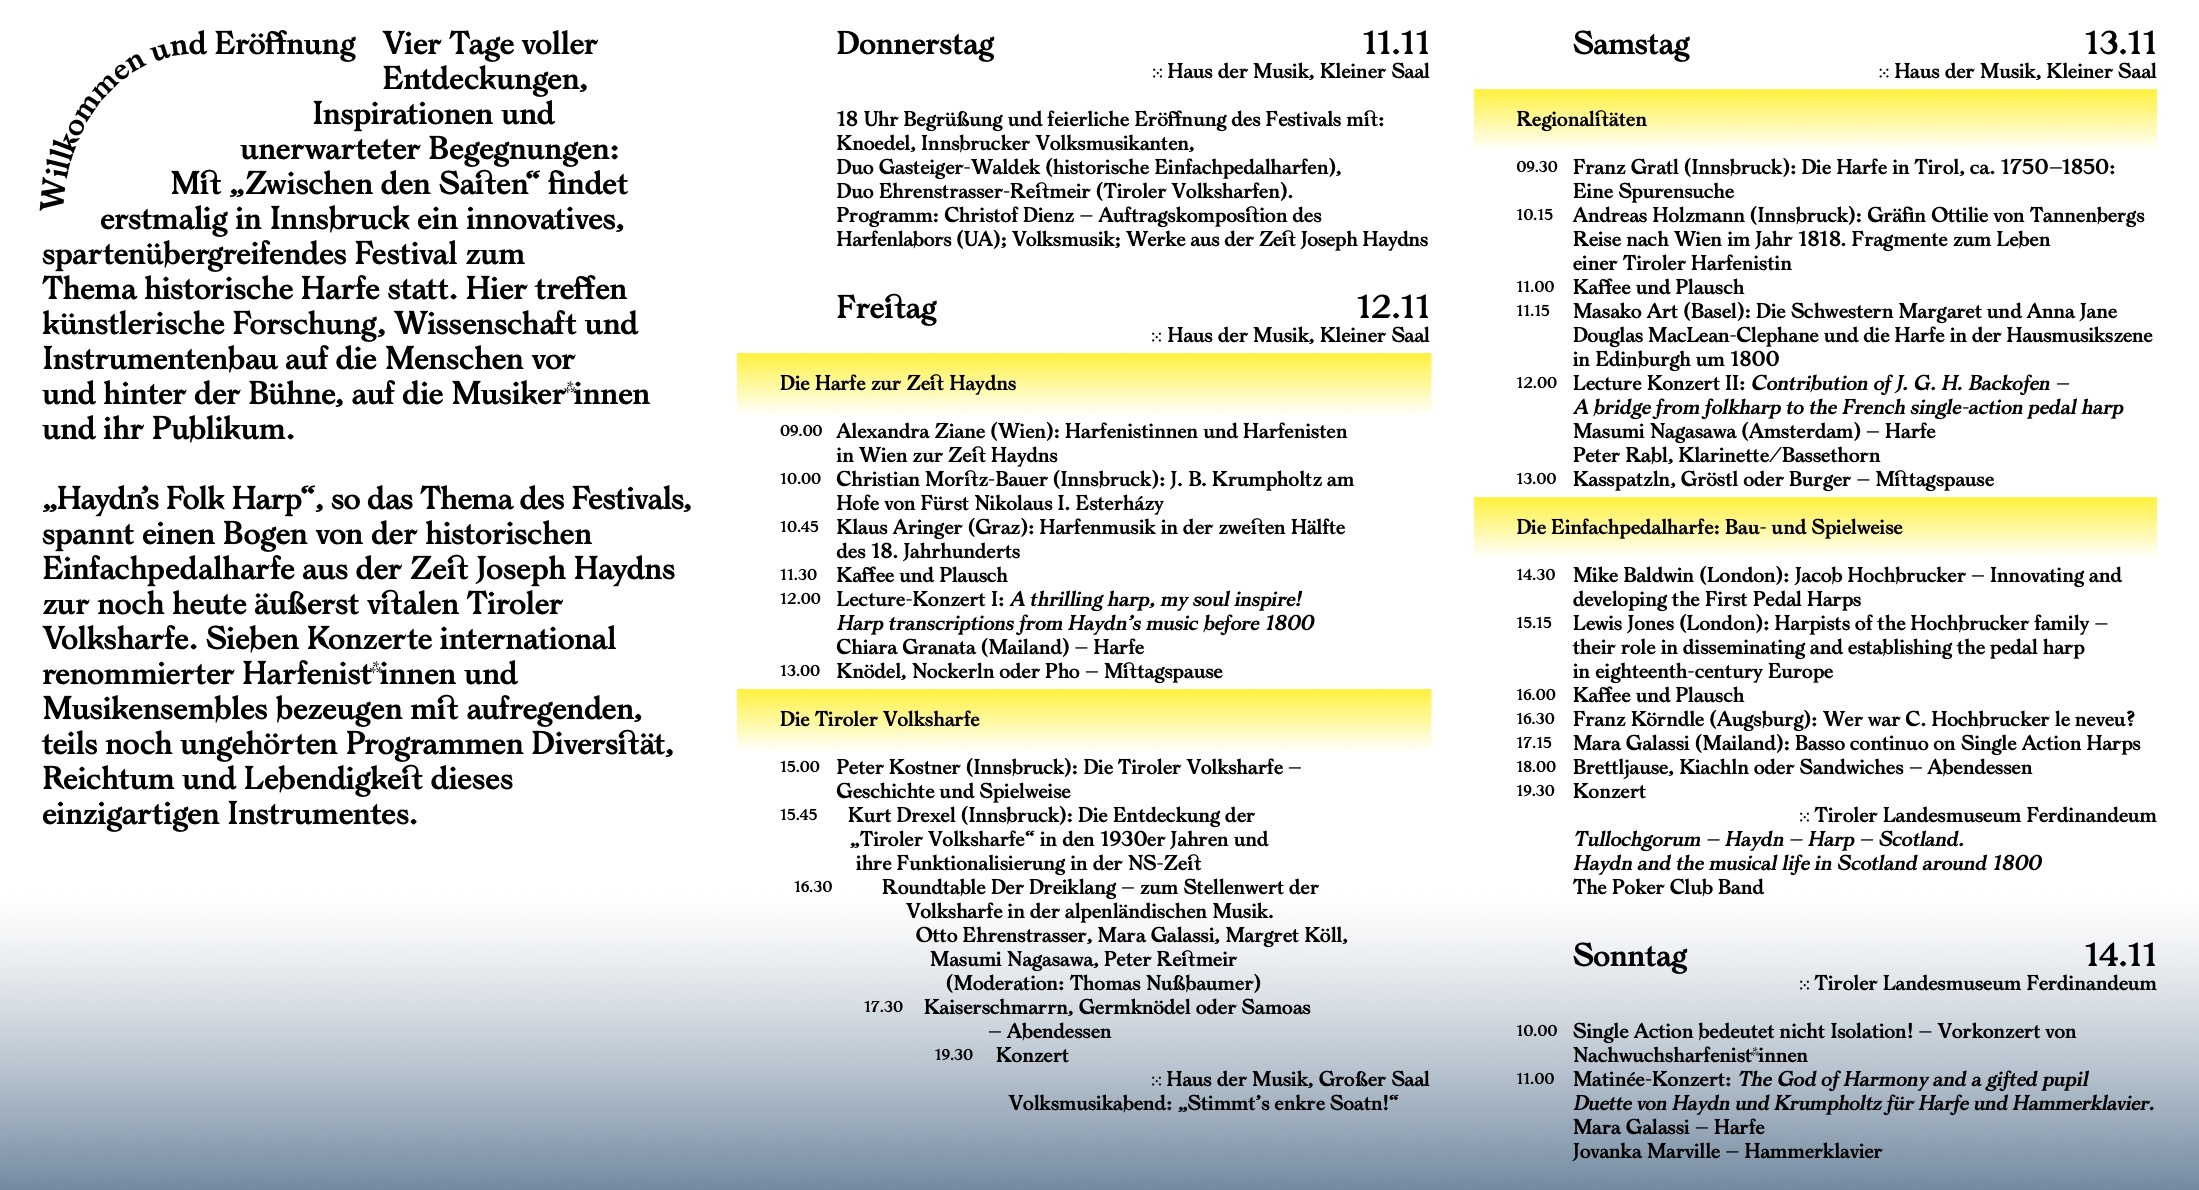 Willkommen und Eröffnung
Vier Tage voller
Entdeckungen,
Inspirationen und
unerwarteter Begegnungen:
Mit „Zwischen den Saiten“ findet
erstmalig in Innsbruck ein innovatives,
spartenübergreifendes Festival zum
Thema historische Harfe statt. Hier treffen
künstlerische Forschung, Wissenschaft und
Instrumentenbau auf die Menschen vor
und hinter der Bühne, auf die Musiker*innen
und ihr Publikum.
„Haydn’s Folk Harp“, so das Thema des Festivals,
spannt einen Bogen von der historischen
Einfachpedalharfe aus der Zeit Joseph Haydns
zur noch heute äußerst vitalen Tiroler
Volksharfe. Sieben Konzerte international
renommierter Harfenist*innen und
Musikensembles bezeugen mit aufregenden,
teils noch ungehörten Programmen Diversität,
Reichtum und Lebendigkeit dieses
einzigartigen Instrumentes.
Donnerstag 11.11
⁙ Haus der Musik, Kleiner Saal
18 Uhr Begrüßung und feierliche Eröffnung des Festivals mit:
Knoedel, Innsbrucker Volksmusikanten,
Duo Gasteiger-Waldek (historische Einfachpedalharfen),
Duo Ehrenstrasser-Reitmeir (Tiroler Volksharfen).
Programm: Christof Dienz – Auftragskomposition des
Harfenlabors (UA); Volksmusik; Werke aus der Zeit Joseph Haydns
Freitag 12.11
⁙ Haus der Musik, Kleiner Saal
Die Harfe zur Zeit Haydns
09.00 Alexandra Ziane (Wien): Harfenistinnen und Harfenisten
in Wien zur Zeit Haydns
10.00 Christian Moritz-Bauer (Innsbruck): J. B. Krumpholtz am
Hofe von Fürst Nikolaus I. Esterházy
10.45 Klaus Aringer (Graz): Harfenmusik in der zweiten Hälfte
des 18. Jahrhunderts
11.30 Kaffee und Plausch
12.00 Lecture-Konzert I: A thrilling harp, my soul inspire!
Harp transcriptions from Haydn’s music before 1800
Chiara Granata (Mailand) – Harfe
13.00 Knödel, Nockerln oder Pho – Mittagspause
Die Tiroler Volksharfe
15.00 Peter Kostner (Innsbruck): Die Tiroler Volksharfe –
Geschichte und Spielweise
15.45 Kurt Drexel (Innsbruck): Die Entdeckung der
„Tiroler Volksharfe“ in den 1930er Jahren und
ihre Funktionalisierung in der NS-Zeit
16.30 Roundtable Der Dreiklang – zum Stellenwert der
Volksharfe in der alpenländischen Musik.
Otto Ehrenstrasser, Mara Galassi, Margret Köll,
Masumi Nagasawa, Peter Reitmeir
(Moderation: Thomas Nußbaumer)
17.30 Kaiserschmarrn, Germknödel oder Samoas
– Abendessen
19.30 Konzert
⁙ Haus der Musik, Großer Saal
Volksmusikabend: „Stimmt’s enkre Soatn!“
Samstag 13.11
⁙ Haus der Musik, Kleiner Saal
Regionalitäten
09.30 Franz Gratl (Innsbruck): Die Harfe in Tirol, ca. 1750–1850:
Eine Spurensuche
10.15 Andreas Holzmann (Innsbruck): Gräfin Ottilie von Tannenbergs
Reise nach Wien im Jahr 1818. Fragmente zum Leben
einer Tiroler Harfenistin
11.00 Kaffee und Plausch
11.15 Masako Art (Basel): Die Schwestern Margaret und Anna Jane
Douglas MacLean-Clephane und die Harfe in der Hausmusikszene
in Edinburgh um 1800
12.00 Lecture Konzert II: Contribution of J. G. H. Backofen –
A bridge from folkharp to the French single-action pedal harp
Masumi Nagasawa (Amsterdam) – Harfe
Peter Rabl, Klarinette/Bassethorn
13.00 Kasspatzln, Gröstl oder Burger – Mittagspause
Die Einfachpedalharfe: Bau- und Spielweise
14.30 Mike Baldwin (London): Jacob Hochbrucker – Innovating and
developing the First Pedal Harps
15.15 Lewis Jones (London): Harpists of the Hochbrucker family –
their role in disseminating and establishing the pedal harp
in eighteenth-century Europe
16.00 Kaffee und Plausch
16.30 Franz Körndle (Augsburg): Wer war C. Hochbrucker le neveu?
17.15 Mara Galassi (Mailand): Basso continuo on Single Action Harps
18.00 Brettljause, Kiachln oder Sandwiches – Abendessen
19.30 Konzert
⁙ Tiroler Landesmuseum Ferdinandeum
Tullochgorum – Haydn – Harp – Scotland.
Haydn and the musical life in Scotland around 1800
The Poker Club Band
Sonntag 14.11
⁙ Tiroler Landesmuseum Ferdinandeum
10.00 Single Action bedeutet nicht Isolation! – Vorkonzert von
Nachwuchsharfenist*innen
11.00 Matinée-Konzert: The God of Harmony and a gifted pupil
Duette von Haydn und Krumpholtz für Harfe und Hammerklavier.
Mara Galassi – Harfe
Jovanka Marville – Hammerklavier